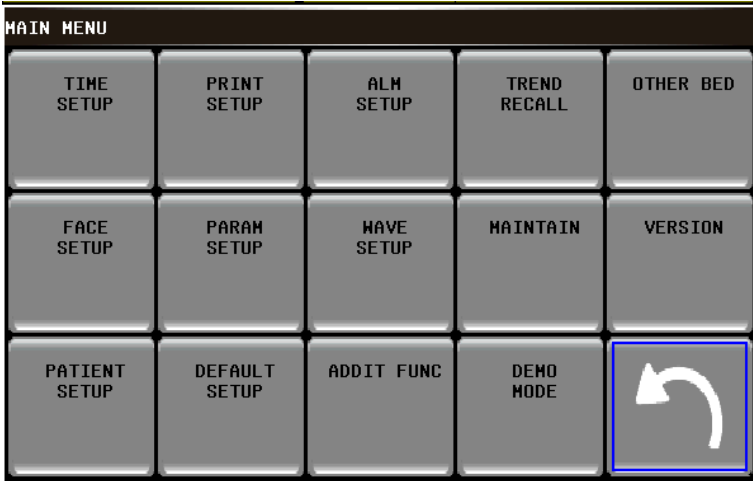 MAIN MENU
TIME
SETUP
PRINT
SETUP
ALM
SETUP
TREND
RECALL
OTHER BED
FACE
SETUP
PARAM
SETUP
WAVE
SETUP
MAINTAIN
VERSION
PATIENT
SETUP
DEFAULT
SETUP
ADDIT FUNC
DEMO
MODE